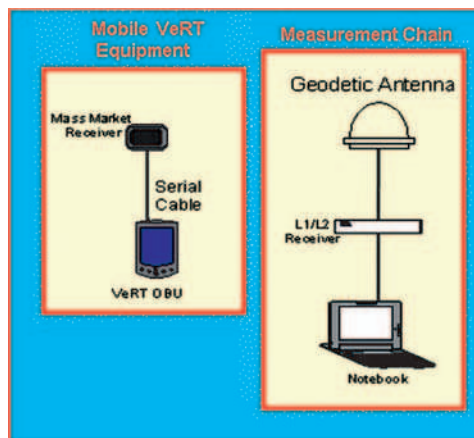 Mobile VeRT
Equipment
Mass Market
Receiver
Serial
Cable
VeRT OBU
Measurement Chain
Geodetic Antenna
L1/L2
Receiver
Notebook